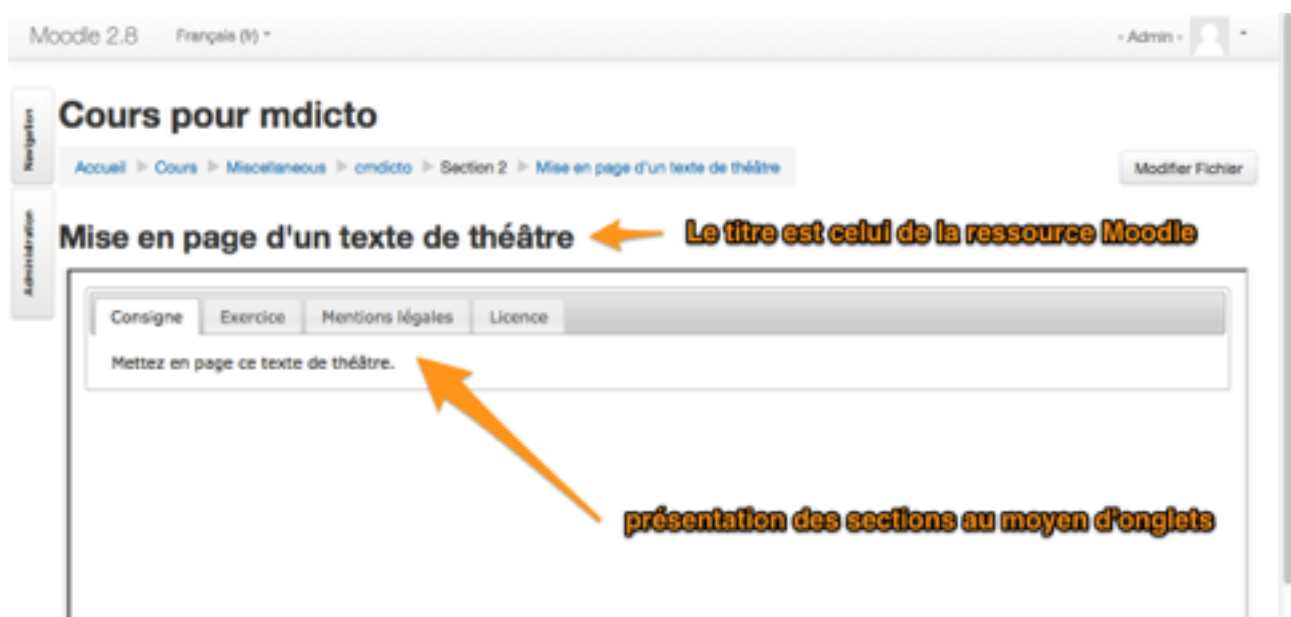 Moodle 2.8 Français (fr)
- Admin -
Navigation
Cours pour mdicto
Accueil Cours Miscellaneous cmdicto Section 2 Mise en page d'un texte de théâtre
Modifier Fichier
Administration
Mise en page d'un texte de théâtre
Le titre est celui de la ressource Moodle
Consigne Exercice Mentions légales Licence
Mettez en page ce texte de théâtre.
présentation des sections au moyen d'onglets